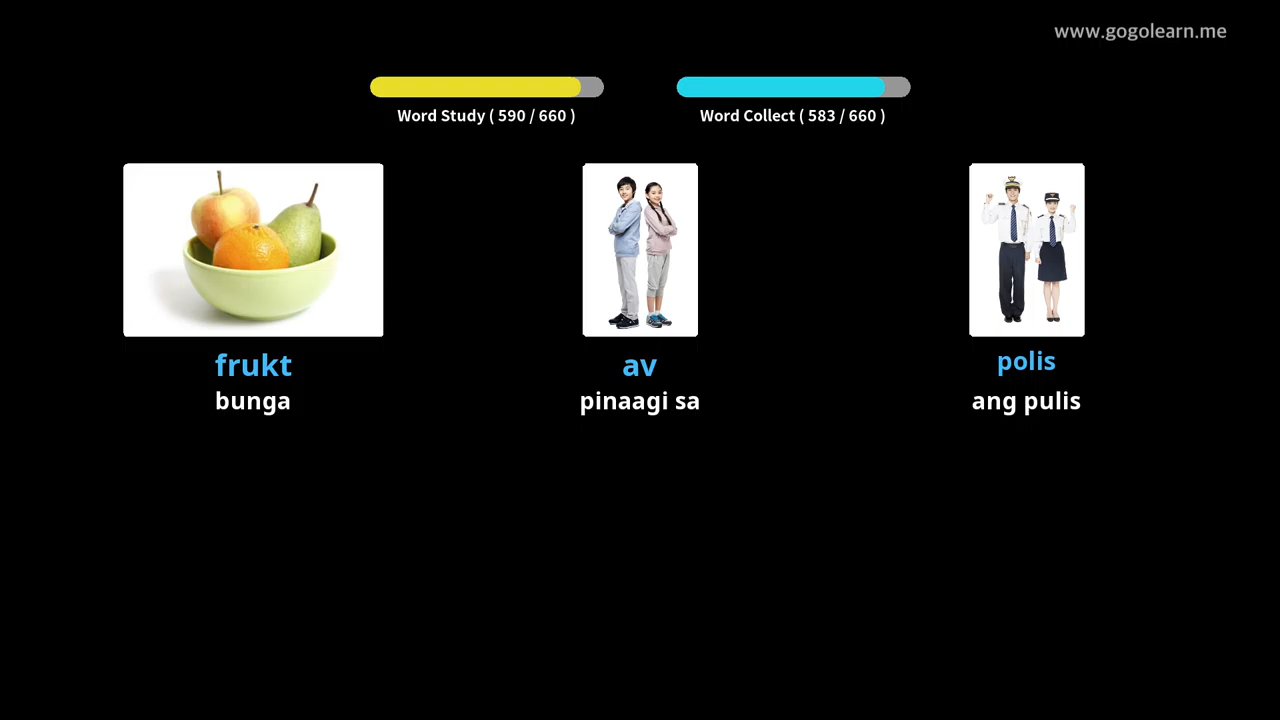 www.gogolearn.me
Word Study ( 590 / 660 )
Word Collect ( 583 / 660 )
frukt
bunga
av
pinaagi sa
polis
ang pulis